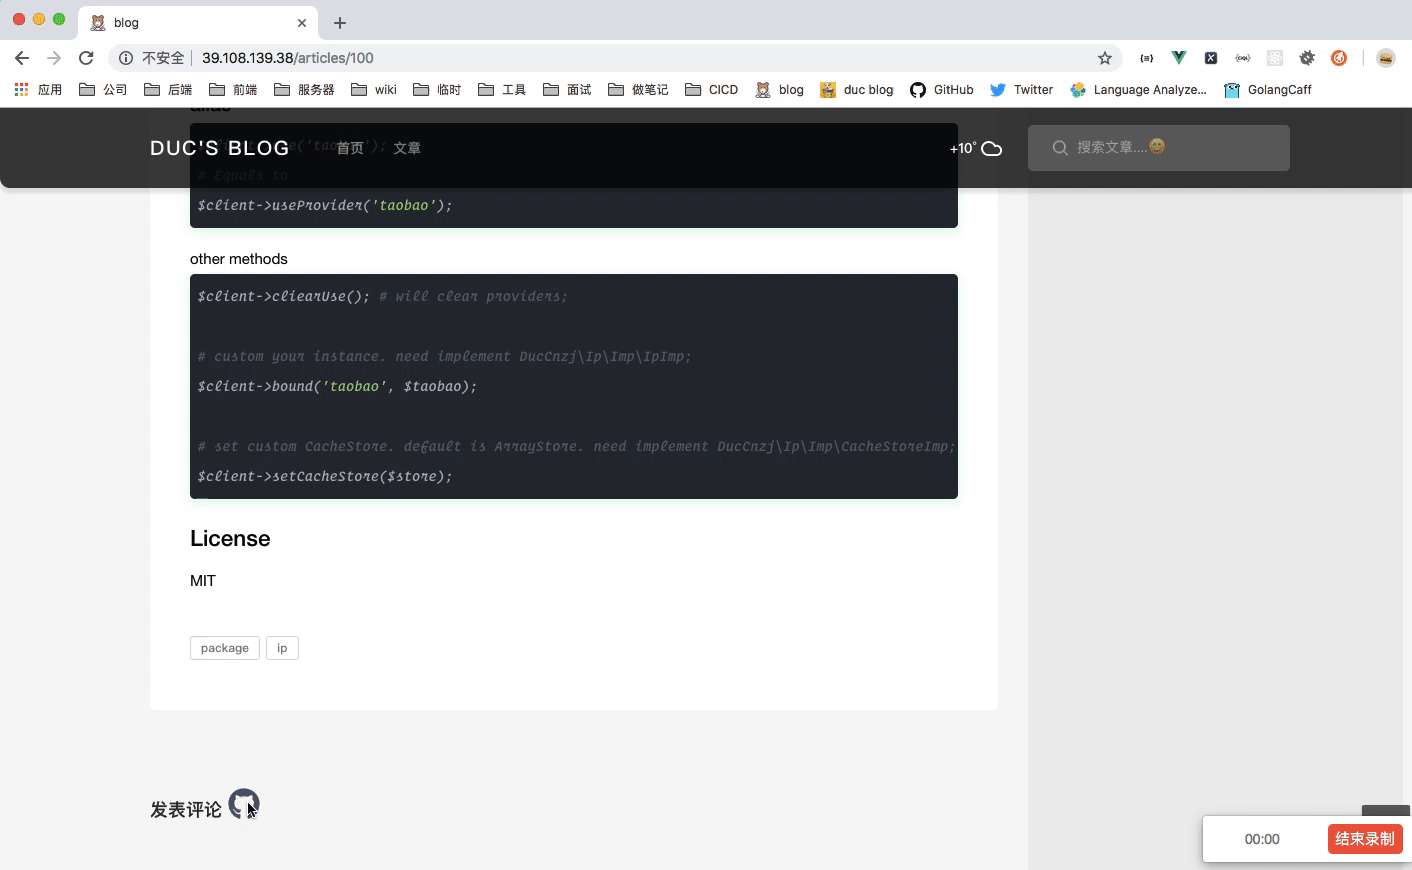 blog
不安全 39.108.139.38/articles/100
应用 公司 后端 前端 服务器 wiki 临时 工具 面试 做笔记 CICD blog duc blog GitHub Twitter Language Analyze... GolangCaff
DUC'S BLOG 首页 文章 +10° 搜索文章....😄
# Equals to
$client->useProvider('taobao');
other methods
$client->cliearUse(); # will clear providers;
# custom your instance. need implement DucCnzj\Ip\Imp\IpImp;
$client->bound('taobao', $taobao);
# set custom CacheStore. default is ArrayStore. need implement DucCnzj\Ip\Imp\CacheStoreImp;
$client->setCacheStore($store);
License
MIT
package ip
发表评论
00:00 结束录制